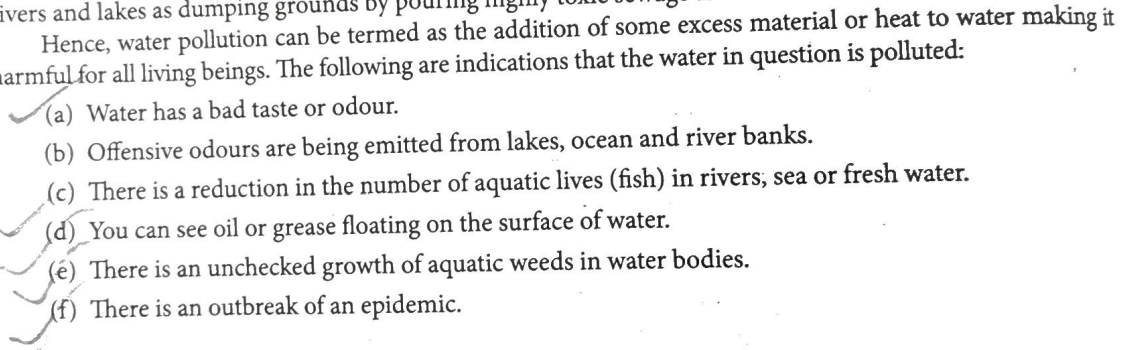 ivers and lakes as dumping grounds by pouring highly
Hence, water pollution can be termed as the addition of some excess material or heat to water making it
armful for all living beings. The following are indications that the water in question is polluted:
(a) Water has a bad taste or odour.
(b) Offensive odours are being emitted from lakes, ocean and river banks.
(c) There is a reduction in the number of aquatic lives (fish) in rivers, sea or fresh water.
(d) You can see oil or grease floating on the surface of water.
(e) There is an unchecked growth of aquatic weeds in water bodies.
(f) There is an outbreak of an epidemic.